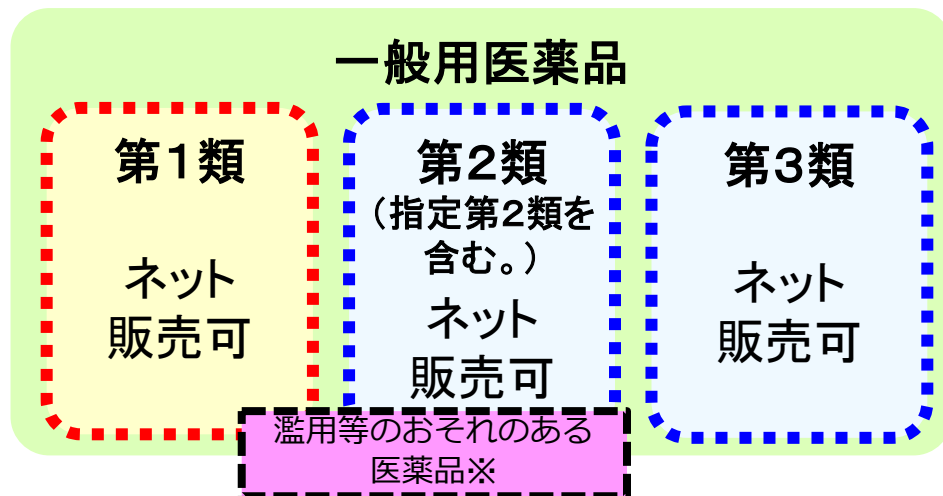 一般用医薬品
第1類
ネット
販売可
第2類
（指定第2類を
含む。）
ネット
販売可
第3類
ネット
販売可
濫用等のおそれのある
医薬品※